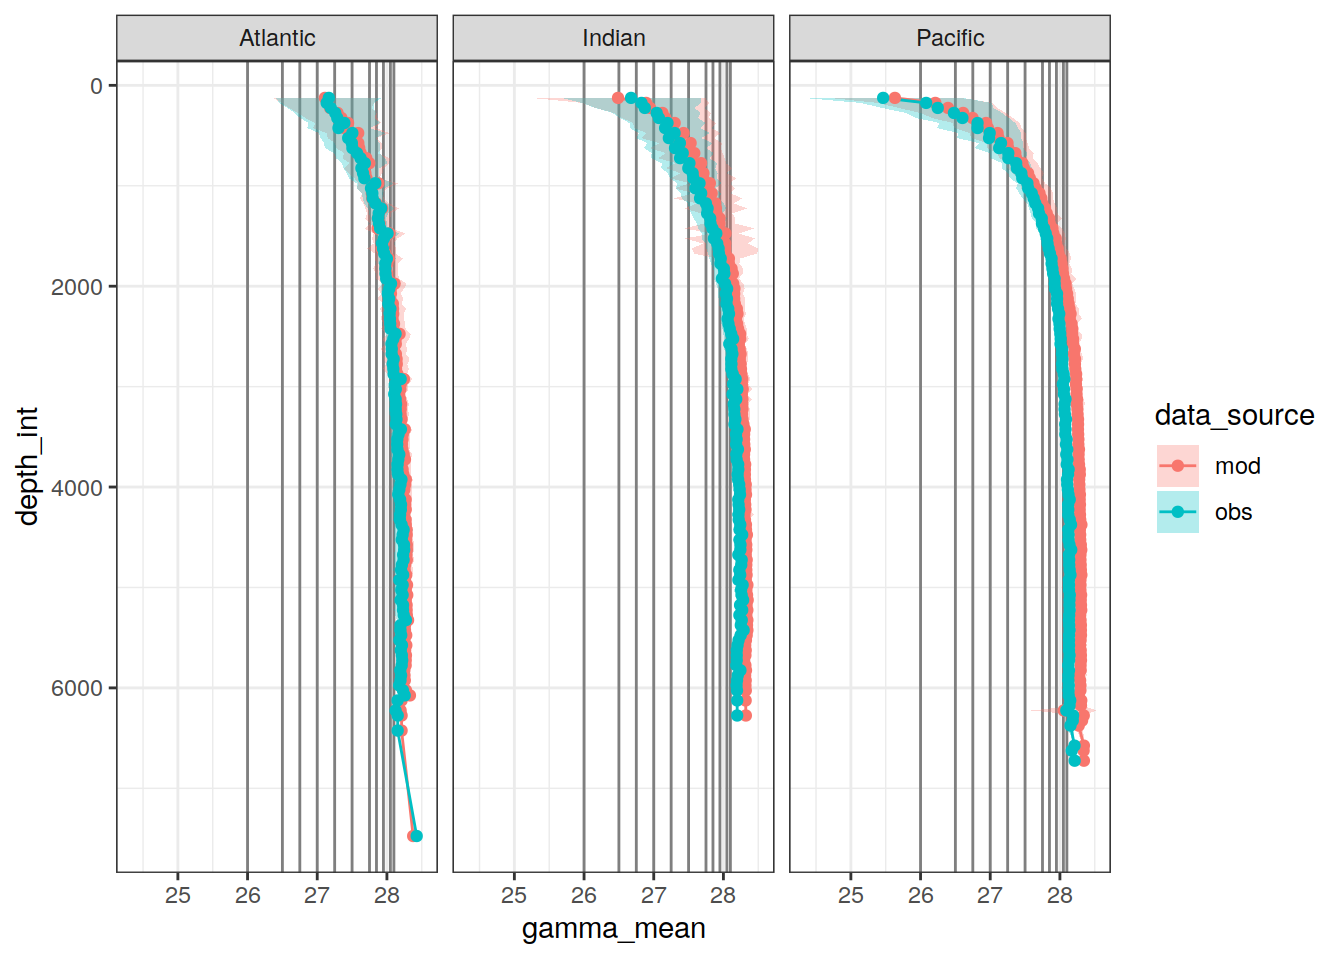 Atlantic Indian Pacific
0
2000
4000
6000
depth_int
25 26 27 28 25 26 27 28 25 26 27 28
gamma_mean
data_source
mod
obs